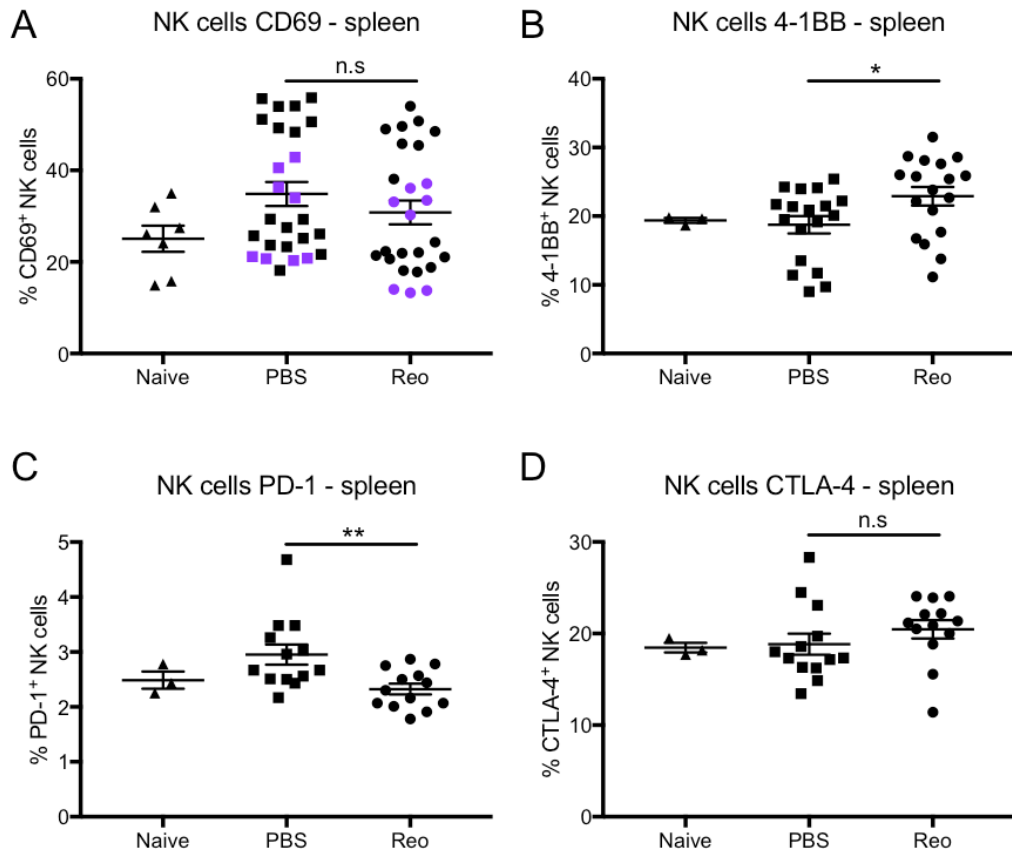 A
NK cells CD69 - spleen
n.s
60
40
20
0
% CD69⁺ NK cells
Naive
PBS
Reo
B
NK cells 4-1BB - spleen
*
40
30
20
10
0
% 4-1BB⁺ NK cells
Naive
PBS
Reo
C
NK cells PD-1 - spleen
**
5
4
3
2
1
0
% PD-1⁺ NK cells
Naive
PBS
Reo
D
NK cells CTLA-4 - spleen
n.s
30
20
10
0
% CTLA-4⁺ NK cells
Naive
PBS
Reo